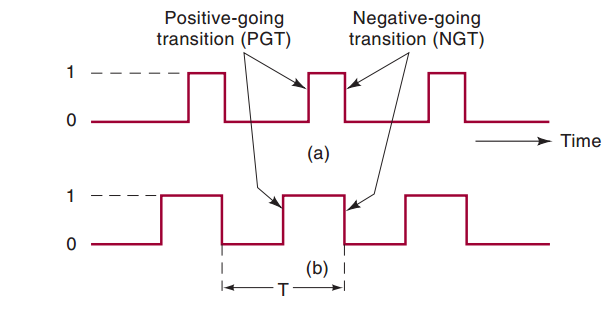 Positive-going
transition (PGT)
Negative-going
transition (NGT)
1
0
(a)
Time
1
0
(b)
T